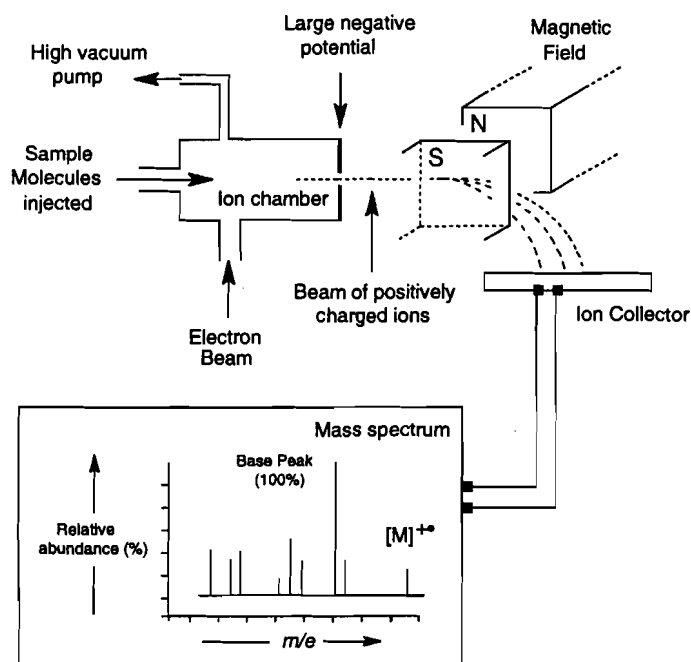 Large negative
potential
Magnetic
Field
High vacuum
pump
N
S
Sample
Molecules
injected
Ion chamber
Beam of positively
charged ions
Ion Collector
Electron
Beam
Mass spectrum
Base Peak
(100%)
[M]+•
Relative
abundance (%)
m/e